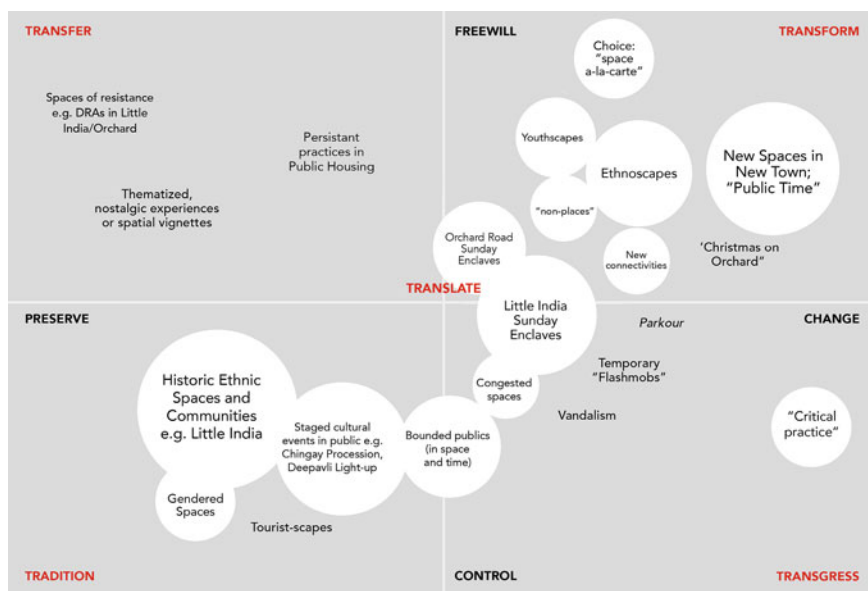 TRANSFER
FREEWILL
TRANSFORM
Choice:
"space
a-la-carte"
Spaces of resistance
e.g. DRAs in Little
India/Orchard
Persistant
practices in
Public Housing
Youthscapes
Ethnoscapes
New Spaces in
New Town;
"Public Time"
Thematized,
nostalgic experiences
or spatial vignettes
"non-places"
Orchard Road
Sunday
Enclaves
New
connectivities
'Christmas on
Orchard"
TRANSLATE
Little India
Sunday
Enclaves
PRESERVE
Parkour
CHANGE
Historic Ethnic
Spaces and
Communities
e.g. Little India
Temporary
"Flashmobs"
Congested
spaces
Vandalism
"Critical
practice"
Staged cultural
events in public e.g.
Chingay Procession,
Deepavli Light-up
Bounded publics
(in space
and time)
Gendered
Spaces
Tourist-scapes
TRADITION
CONTROL
TRANSGRESS